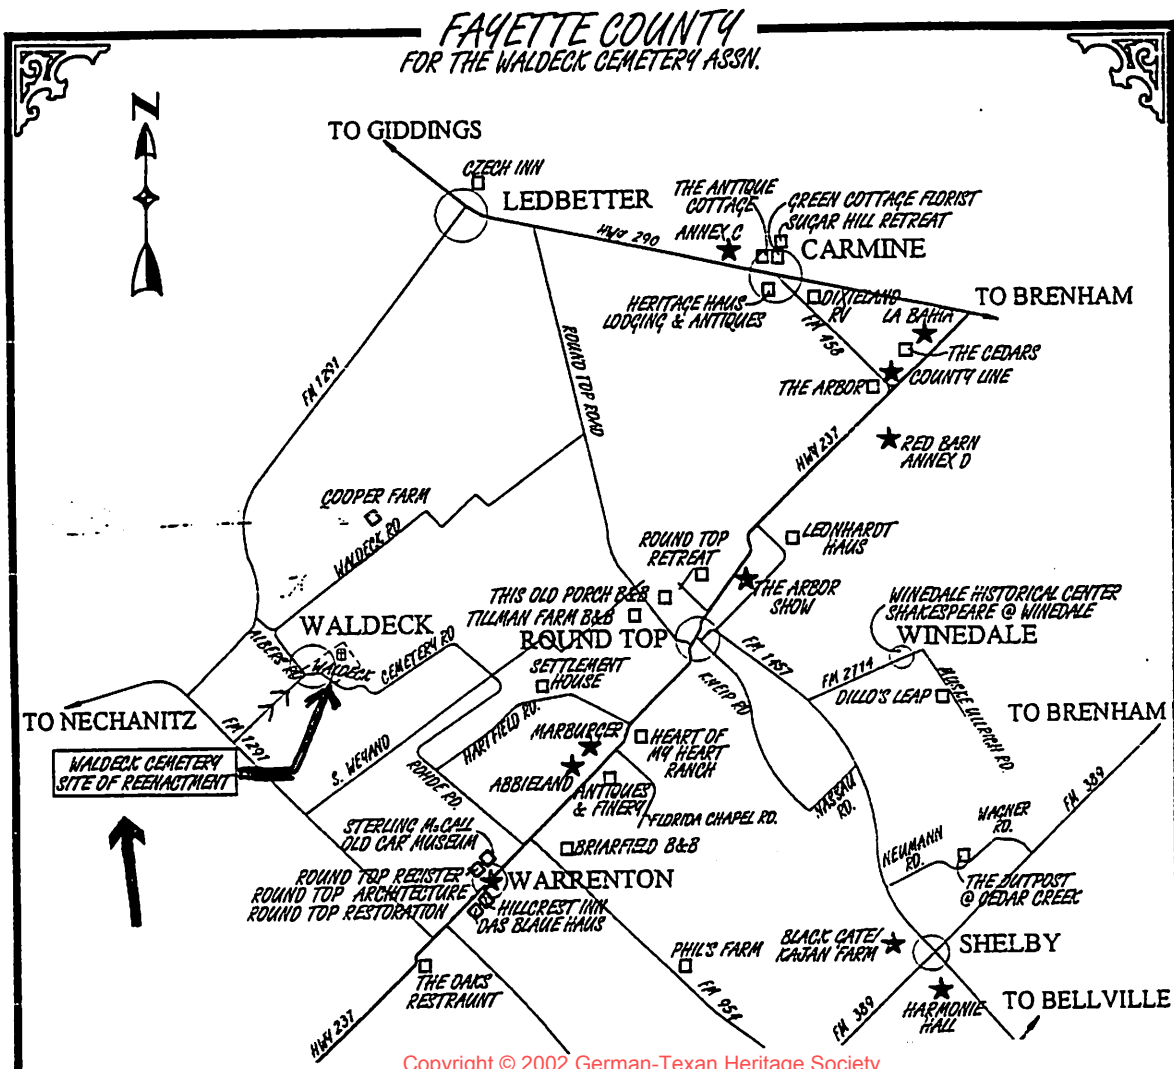 FAYETTE COUNTY
FOR THE WALDECK CEMETERY ASSN.
N
TO GIDDINGS
CZECH INN
LEDBETTER
THE ANTIQUE
COTTAGE
GREEN COTTAGE FLORIST
SUGAR HILL RETREAT
HWY 290
ANNEX C
CARMINE
HERITAGE HAUS
LODGING & ANTIQUES
DIXIELAND
RV
TO BRENHAM
LA BAHIA
FM 458
THE CEDARS
COUNTY LINE
THE ARBOR
FM 1291
ROUND TOP ROAD
HWY 237
RED BARN
ANNEX D
COOPER FARM
WALDECK RD
ROUND TOP
RETREAT
LEONHARDT
HAUS
THIS OLD PORCH B&B
TILLMAN FARM B&B
THE ARBOR
SHOW
WINEDALE HISTORICAL CENTER
SHAKESPEARE @ WINEDALE
WALDECK
ALBERS RD
WALDECK
CEMETERY RD
ROUND TOP
WINEDALE
SETTLEMENT
HOUSE
FM 1457
FM 2714
KNEIP RD
DILLO'S LEAP
MUSKE UILPRICH RD.
TO NECHANITZ
FM 1291
TO BRENHAM
WALDECK CEMETERY
SITE OF REENACTMENT
S. WEYAND
HARTFIELD RD.
ROHDE RD.
MARBURGER
ABBIELAND
HEART OF
MY HEART
RANCH
ANTIQUES
& FINERY
FLORIDA CHAPEL RD.
NASSAU
RD.
FM 389
WAGNER
RD.
NEUMANN
RD.
STERLING McCALL
OLD CAR MUSEUM
BRIARFIELD B&B
ROUND TOP REGISTER
ROUND TOP ARCHITECTURE
ROUND TOP RESTORATION
WARRENTON
HILLCREST INN
DAS BLAUE HAUS
THE OUTPOST
@ CEDAR CREEK
PHIL'S FARM
BLACK GATE/
KAJAN FARM
SHELBY
THE OAKS
RESTRAUNT
FM 954
HARMONIE
HALL
TO BELLVILLE
HWY 237
FM 389
Copyright © 2002 German-Texan Heritage Society